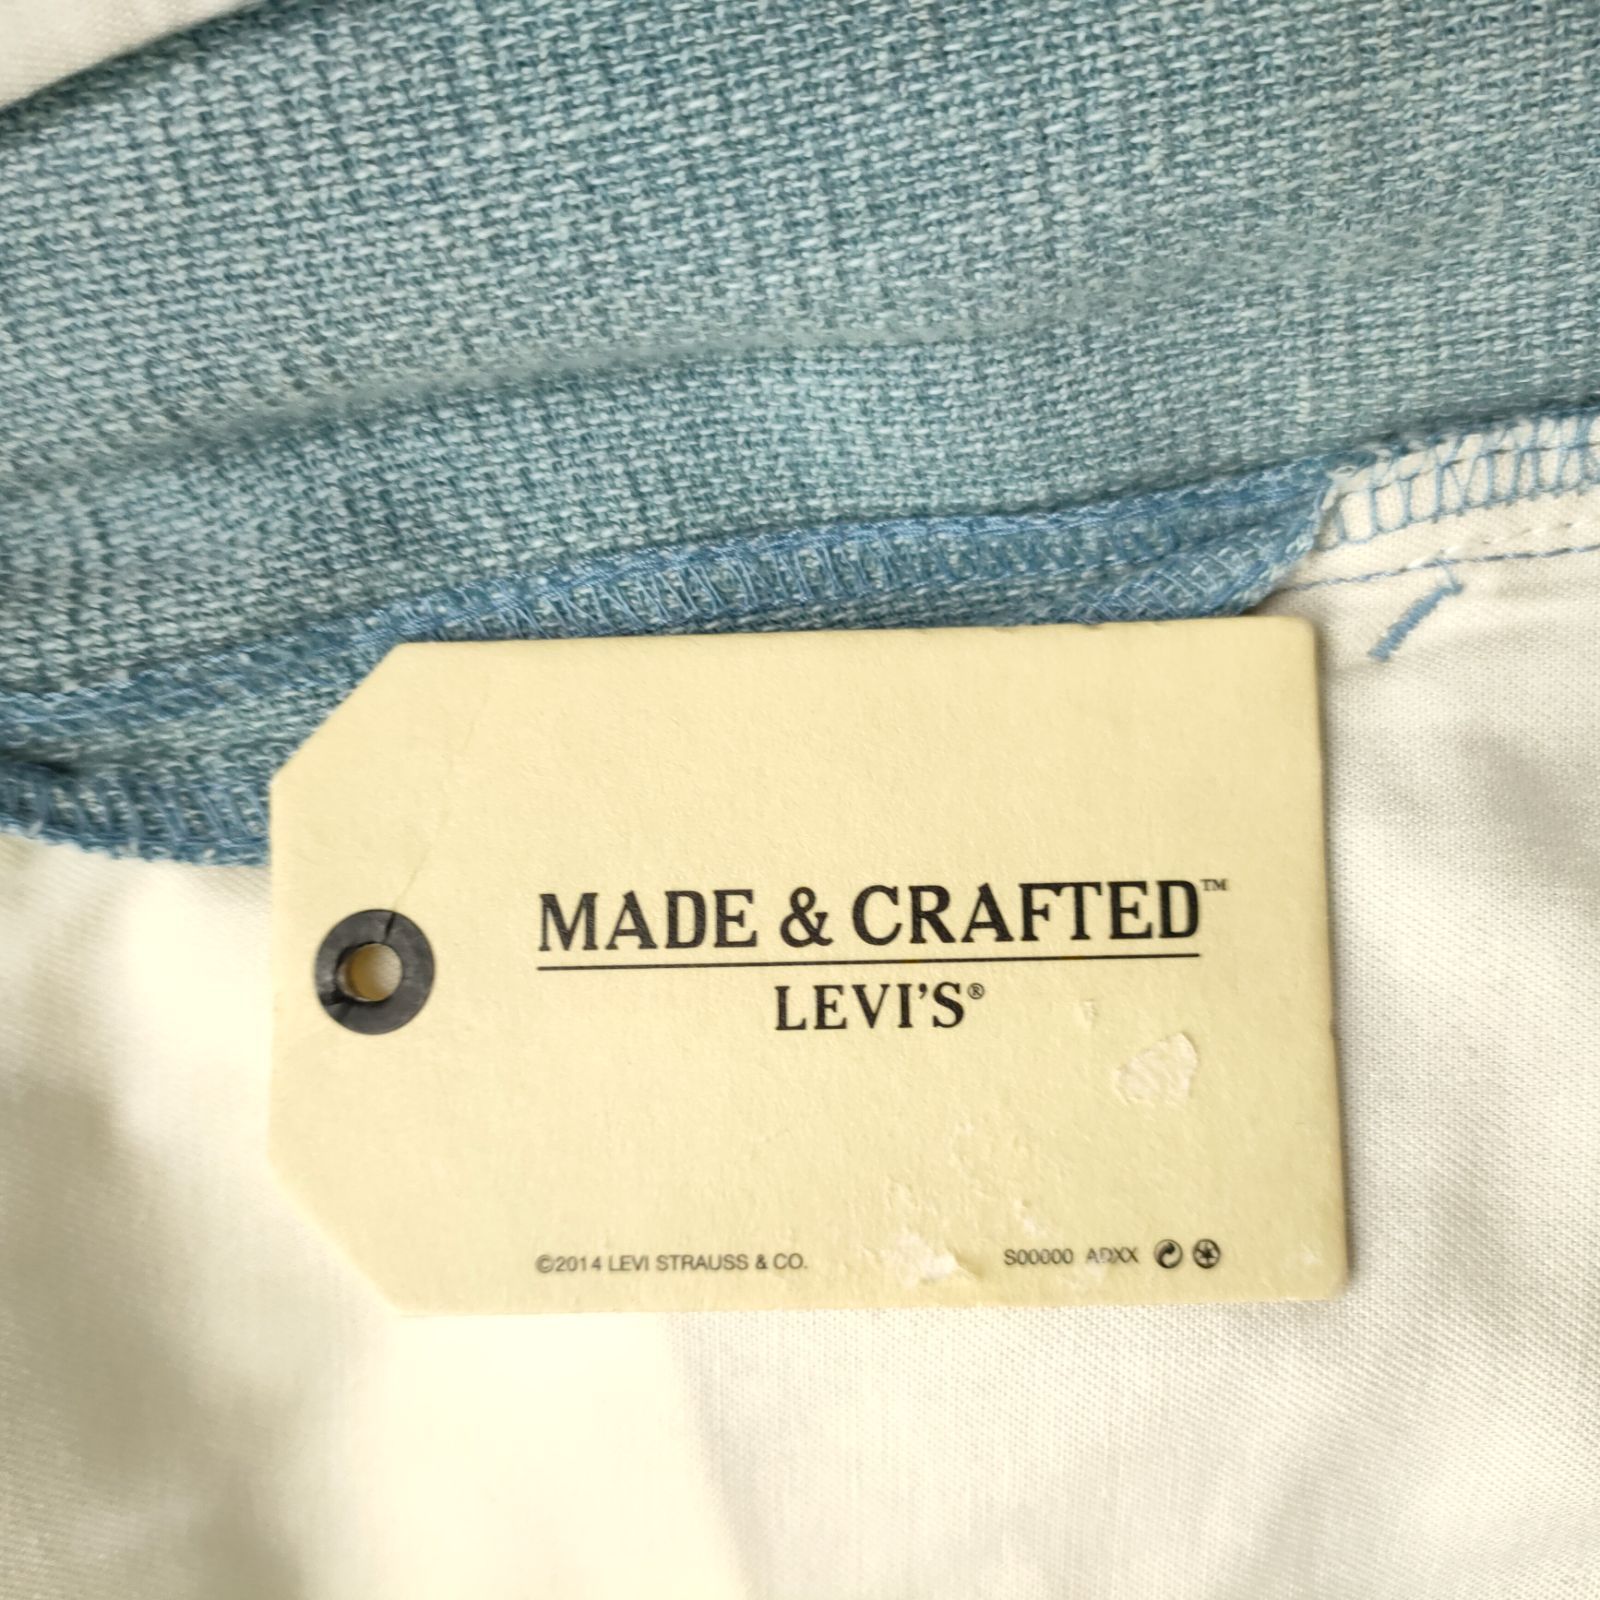 MADE & CRAFTED™
LEVI'S®
©2014 LEVI STRAUSS & CO.
S00000 ADXX